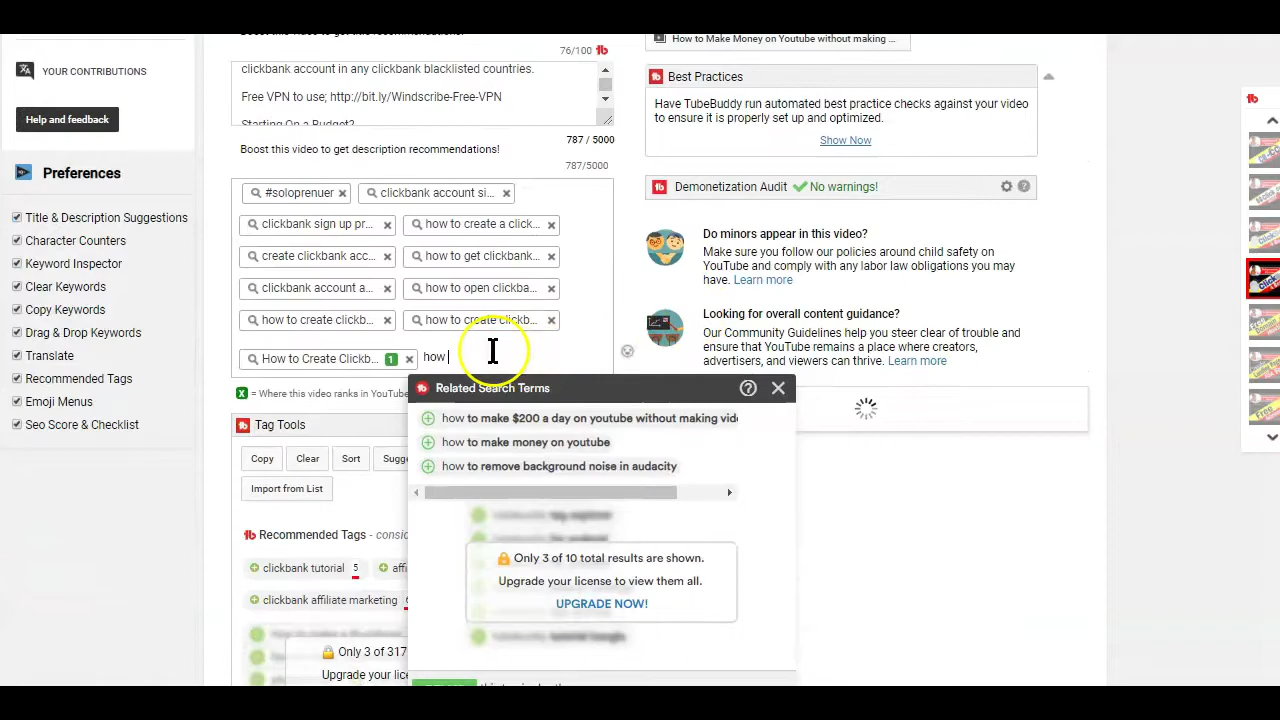 76/100
How to Make Money on Youtube without making ...
YOUR CONTRIBUTIONS
clickbank account in any clickbank blacklisted countries.
Best Practices
Free VPN to use; http://bit.ly/Windscribe-Free-VPN
Have TubeBuddy run automated best practice checks against your video
to ensure it is properly set up and optimized.
Help and feedback
Starting On a Budget?
787 / 5000
Show Now
Boost this video to get description recommendations!
787/5000
Preferences
#soloprenuer
clickbank account si...
Demonetization Audit
No warnings!
Title & Description Suggestions
clickbank sign up pr...
how to create a click...
Do minors appear in this video?
Character Counters
Make sure you follow our policies around child safety on
YouTube and comply with any labor law obligations you may
have. Learn more
Keyword Inspector
create clickbank acc...
how to get clickbank...
Clear Keywords
clickbank account a...
how to open clickba...
Copy Keywords
Looking for overall content guidance?
how to create clickb...
how to create clickb...
Drag & Drop Keywords
Our Community Guidelines help you steer clear of trouble and
ensure that YouTube remains a place where creators,
advertisers, and viewers can thrive. Learn more
Translate
How to Create Clickb...
1
how
Recommended Tags
X = Where this video ranks in YouTube
Related Search Terms
Emoji Menus
Seo Score & Checklist
Tag Tools
how to make $200 a day on youtube without making vide
how to make money on youtube
how to remove background noise in audacity
Copy
Clear
Sort
Import from List
Recommended Tags
clickbank tutorial 5
Only 3 of 10 total results are shown.
Upgrade your license to view them all.
UPGRADE NOW!
clickbank affiliate marketing
Only 3 of 317
Upgrade your lice